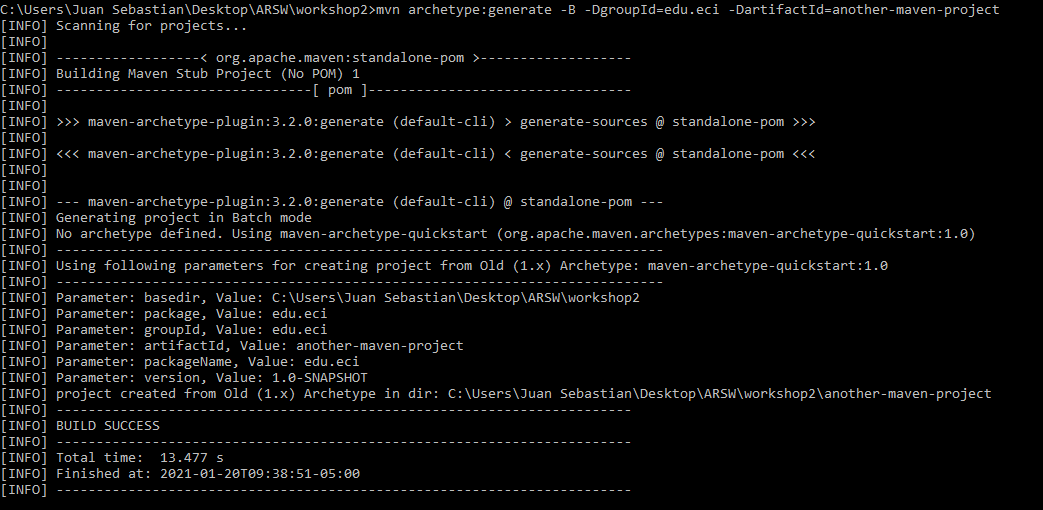 C:\Users\Juan Sebastian\Desktop\ARSW\workshop2>mvn archetype:generate -B -DgroupId=edu.eci -DartifactId=another-maven-project
[INFO] Scanning for projects...
[INFO]
[INFO] ------------------< org.apache.maven:standalone-pom >-------------------
[INFO] Building Maven Stub Project (No POM) 1
[INFO] --------------------------------[ pom ]---------------------------------
[INFO]
[INFO] >>> maven-archetype-plugin:3.2.0:generate (default-cli) > generate-sources @ standalone-pom >>>
[INFO]
[INFO] <<< maven-archetype-plugin:3.2.0:generate (default-cli) < generate-sources @ standalone-pom <<<
[INFO]
[INFO]
[INFO] --- maven-archetype-plugin:3.2.0:generate (default-cli) @ standalone-pom ---
[INFO] Generating project in Batch mode
[INFO] No archetype defined. Using maven-archetype-quickstart (org.apache.maven.archetypes:maven-archetype-quickstart:1.0)
[INFO] ----------------------------------------------------------------------------
[INFO] Using following parameters for creating project from Old (1.x) Archetype: maven-archetype-quickstart:1.0
[INFO] ----------------------------------------------------------------------------
[INFO] Parameter: basedir, Value: C:\Users\Juan Sebastian\Desktop\ARSW\workshop2
[INFO] Parameter: package, Value: edu.eci
[INFO] Parameter: groupId, Value: edu.eci
[INFO] Parameter: artifactId, Value: another-maven-project
[INFO] Parameter: packageName, Value: edu.eci
[INFO] Parameter: version, Value: 1.0-SNAPSHOT
[INFO] project created from Old (1.x) Archetype in dir: C:\Users\Juan Sebastian\Desktop\ARSW\workshop2\another-maven-project
[INFO] ------------------------------------------------------------------------
[INFO] BUILD SUCCESS
[INFO] ------------------------------------------------------------------------
[INFO] Total time:  13.477 s
[INFO] Finished at: 2021-01-20T09:38:51-05:00
[INFO] ------------------------------------------------------------------------